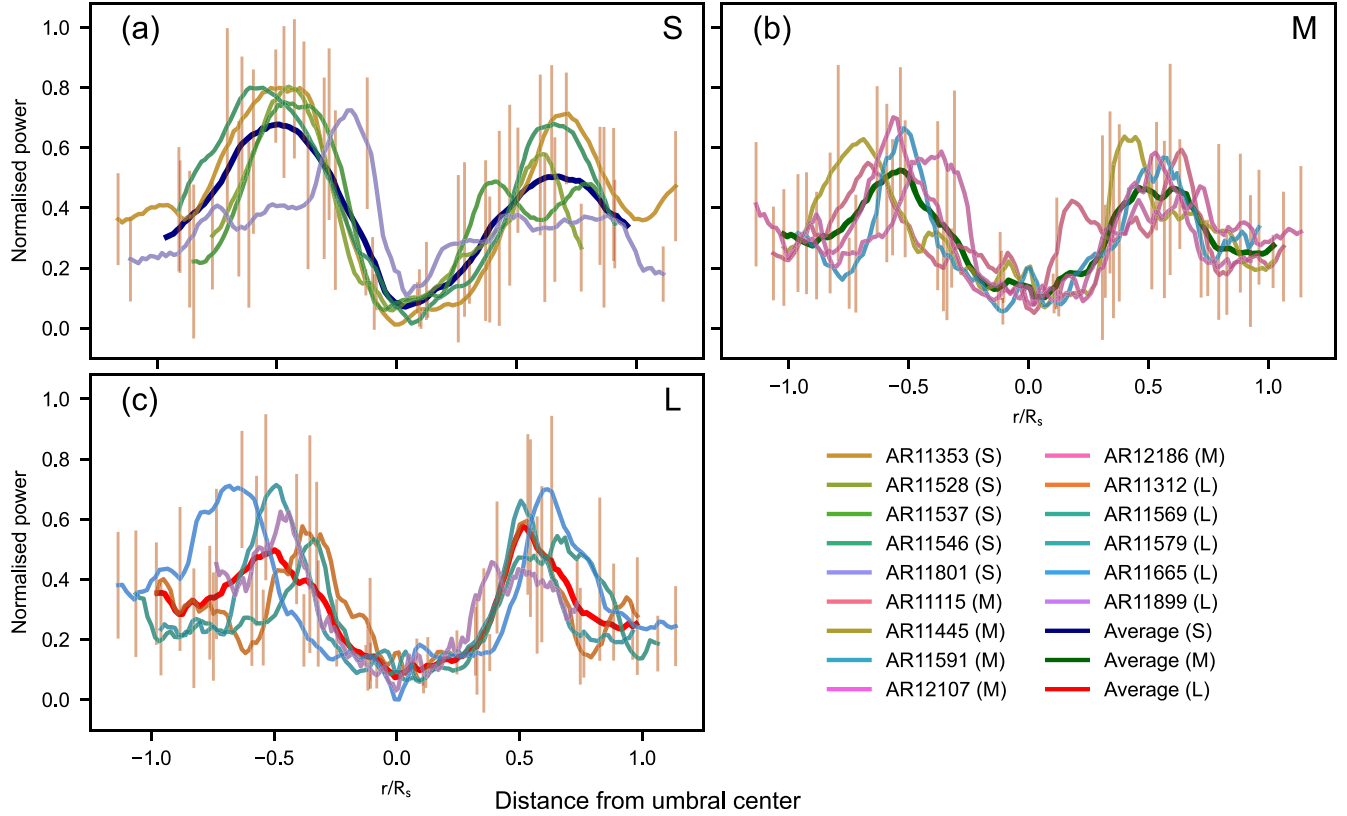 (a) S
1.0
0.8
0.6
0.4
0.2
0.0
Normalised power
(b) M
−1.0 −0.5 0.0 0.5 1.0
r/Rs
(c) L
1.0
0.8
0.6
0.4
0.2
0.0
Normalised power
−1.0 −0.5 0.0 0.5 1.0
r/Rs
Distance from umbral center
AR11353 (S)
AR11528 (S)
AR11537 (S)
AR11546 (S)
AR11801 (S)
AR11115 (M)
AR11445 (M)
AR11591 (M)
AR12107 (M)
AR12186 (M)
AR11312 (L)
AR11569 (L)
AR11579 (L)
AR11665 (L)
AR11899 (L)
Average (S)
Average (M)
Average (L)